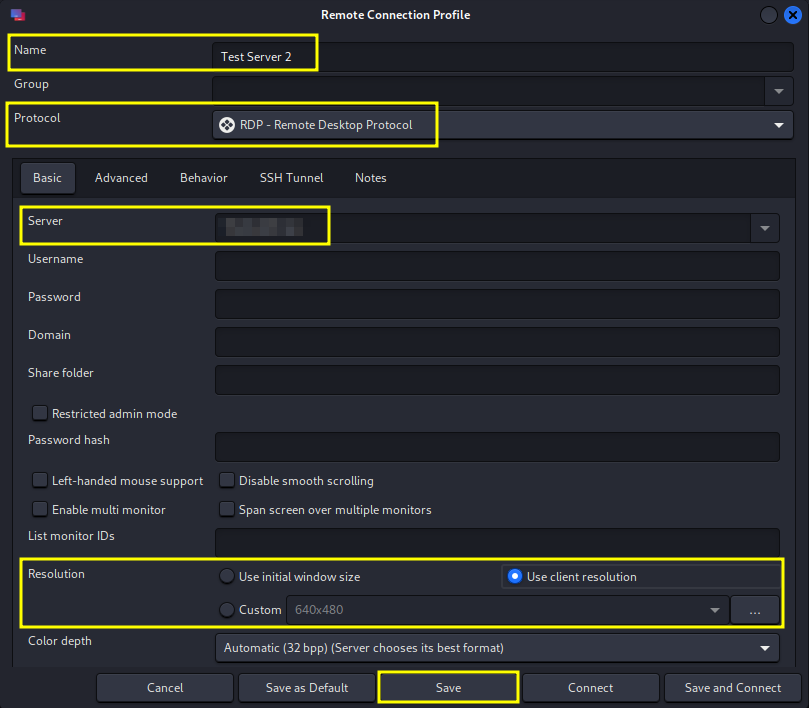 Remote Connection Profile
Name Test Server 2
Group
Protocol RDP - Remote Desktop Protocol
Basic Advanced Behavior SSH Tunnel Notes
Server
Username
Password
Domain
Share folder
Restricted admin mode
Password hash
Left-handed mouse support Disable smooth scrolling
Enable multi monitor Span screen over multiple monitors
List monitor IDs
Resolution Use initial window size Use client resolution
Custom 640x480 ...
Color depth Automatic (32 bpp) (Server chooses its best format)
Cancel Save as Default Save Connect Save and Connect